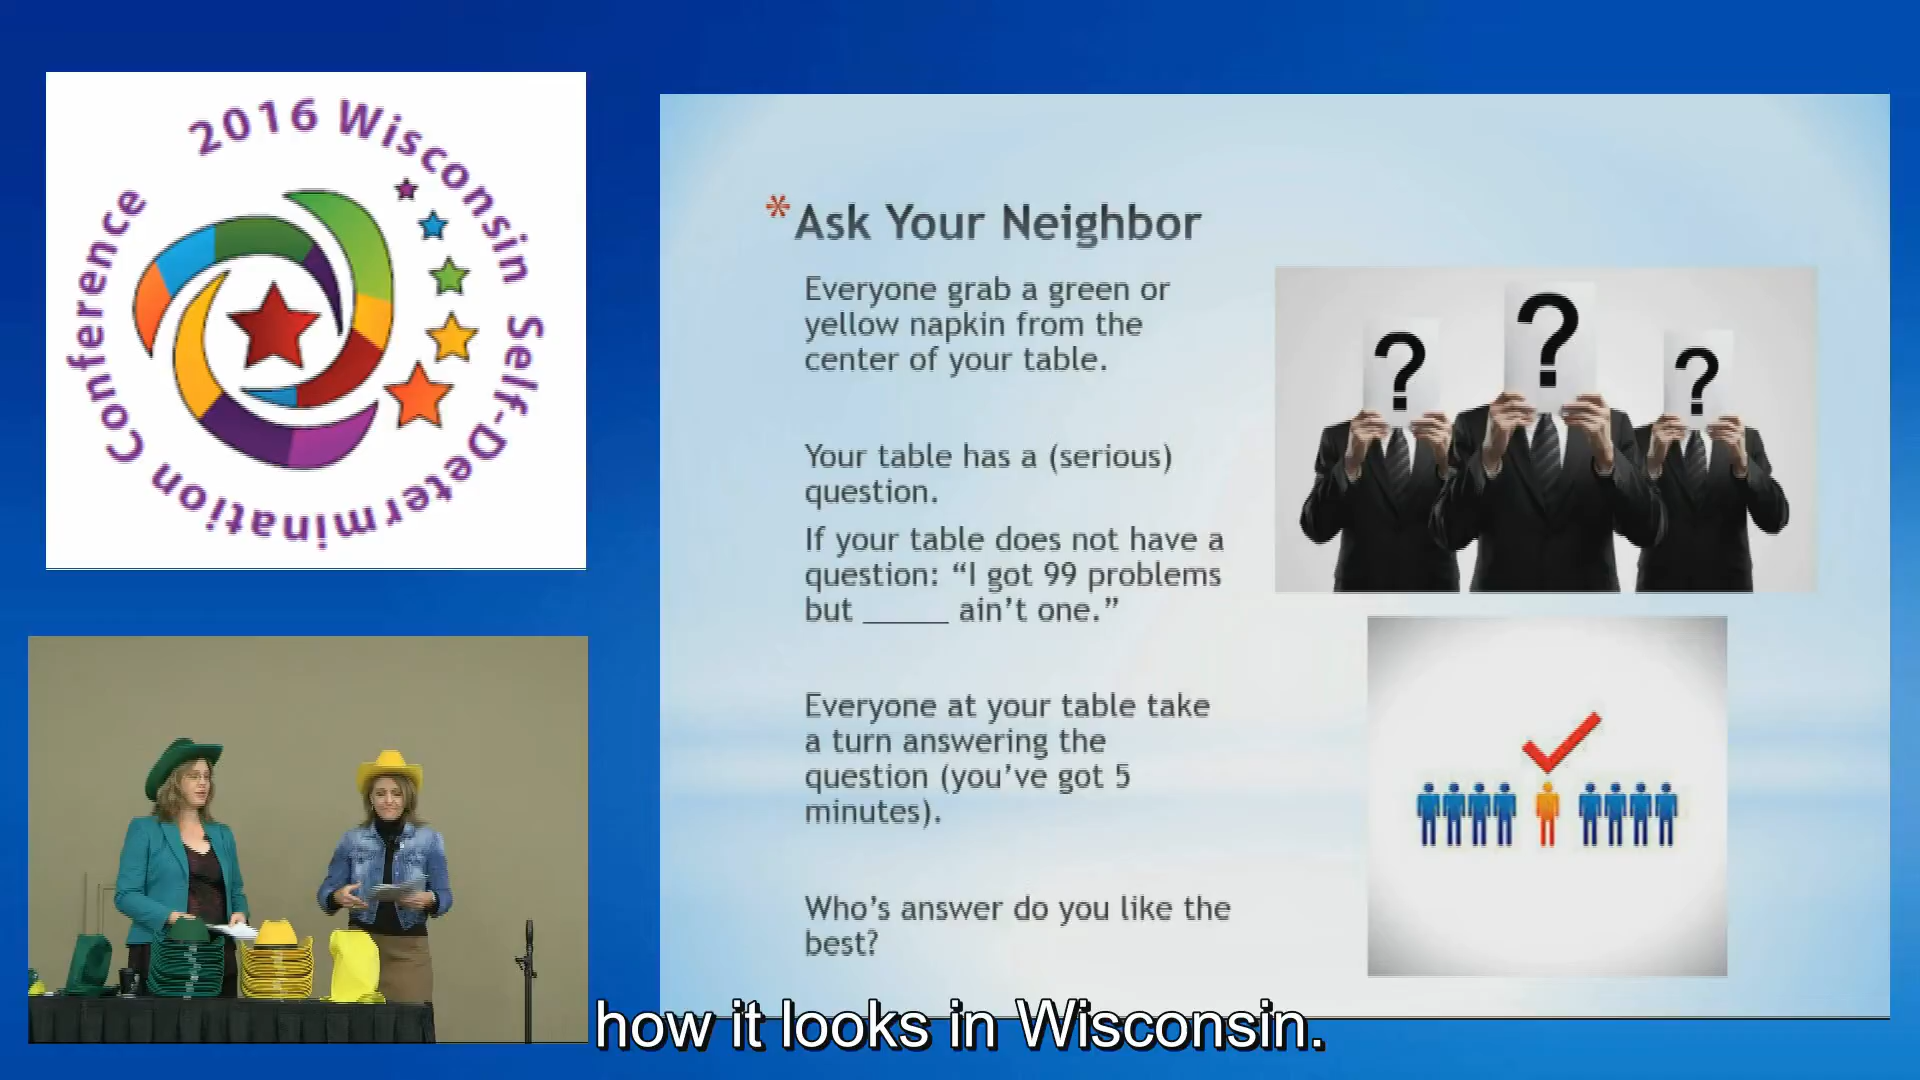 2016 Wisconsin Self-Determination Conference
*Ask Your Neighbor
Everyone grab a green or
yellow napkin from the
center of your table.
Your table has a (serious)
question.
If your table does not have a
question: “I got 99 problems
but _____ ain’t one.”
Everyone at your table take
a turn answering the
question (you’ve got 5
minutes).
Who’s answer do you like the
best?
? ? ?
how it looks in Wisconsin.